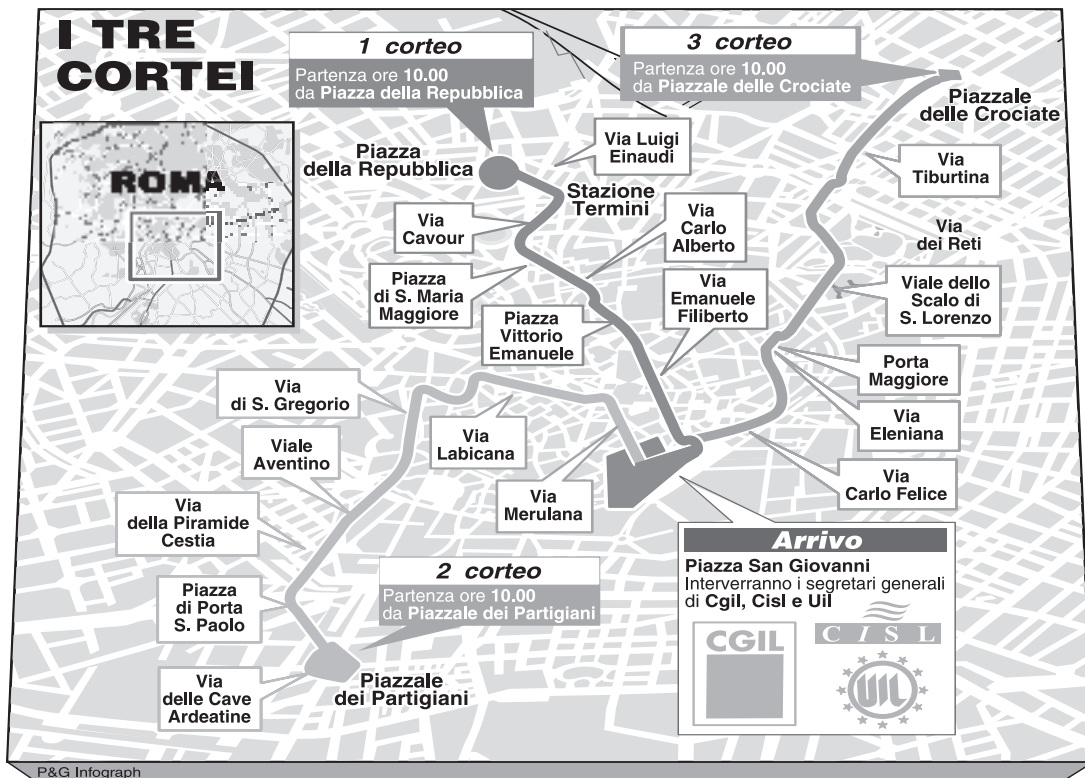 I TRE
CORTEI
1 corteo
Partenza ore 10.00
da Piazza della Repubblica
3 corteo
Partenza ore 10.00
da Piazzale delle Crociate
Piazzale
delle Crociate
ROMA
Piazza
della Repubblica
Via Luigi
Einaudi
Stazione
Termini
Via
Tiburtina
Via
Cavour
Via
Carlo
Alberto
Via
dei Reti
Piazza
di S. Maria
Maggiore
Via
Emanuele
Filiberto
Viale dello
Scalo di
S. Lorenzo
Piazza
Vittorio
Emanuele
Porta
Maggiore
Via
di S. Gregorio
Via
Eleniana
Via
Labicana
Viale
Aventino
Via
Carlo Felice
Via
Merulana
Via
della Piramide
Cestia
Arrivo
Piazza San Giovanni
Interverranno i segretari generali
di Cgil, Cisl e Uil
CGIL
CISL
UIL
2 corteo
Partenza ore 10.00
da Piazzale dei Partigiani
Piazza
di Porta
S. Paolo
Piazzale
dei Partigiani
Via
delle Cave
Ardeatine
P&G Infograph